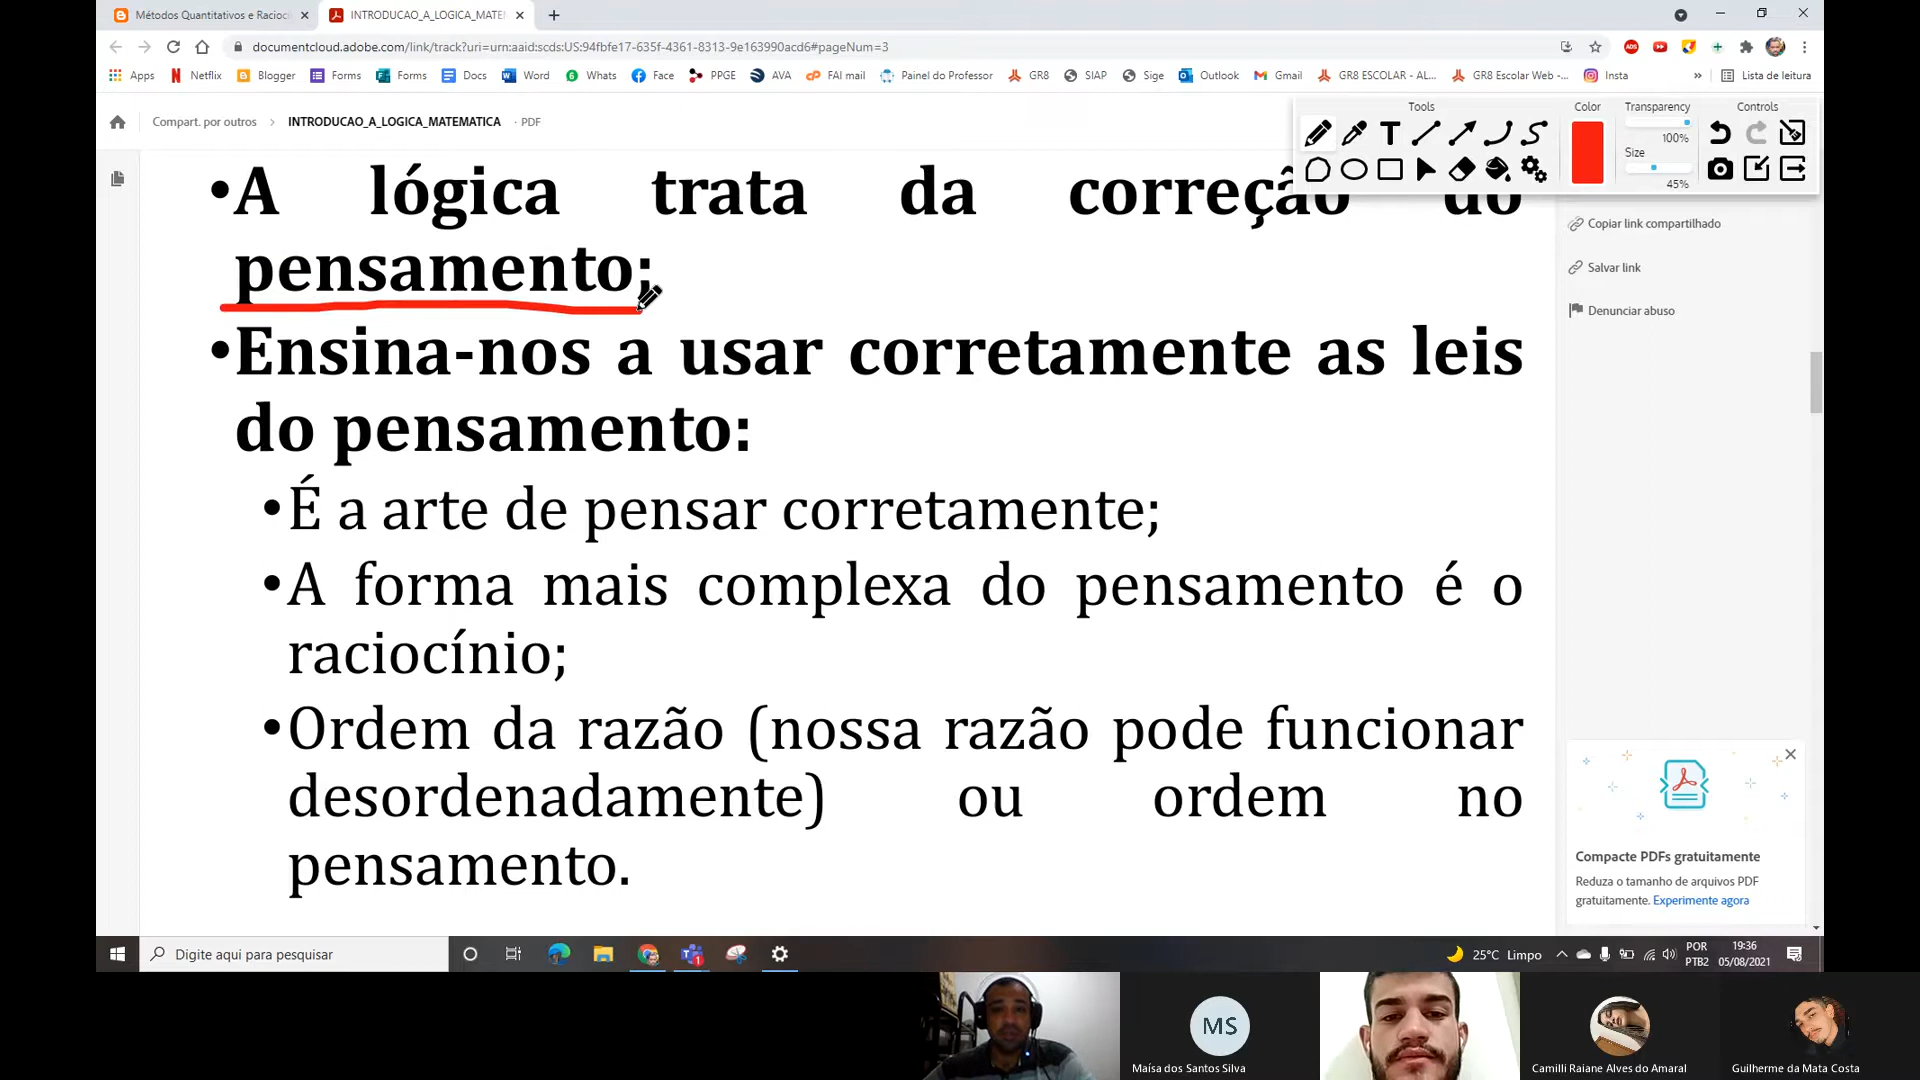 Métodos Quantitativos e Racioci
INTRODUCAO_A_LOGICA_MATE
documentcloud.adobe.com/link/track?uri=urn:aaid:scds:US:94fbfe17-635f-4361-8313-9e163990acd6#pageNum=3
Apps Netflix Blogger Forms Forms Docs Word Whats Face PPGE AVA FAI mail Painel do Professor GR8 SIAP Sige Outlook Gmail GR8 ESCOLAR - AL... GR8 Escolar Web -... Insta » Lista de leitura
Tools Color Transparency Controls
100%
Size
45%
Compart. por outros > INTRODUCAO_A_LOGICA_MATEMATICA · PDF
•A lógica trata da correção do
pensamento;
•Ensina-nos a usar corretamente as leis
do pensamento:
•É a arte de pensar corretamente;
•A forma mais complexa do pensamento é o
raciocínio;
•Ordem da razão (nossa razão pode funcionar
desordenadamente) ou ordem no
pensamento.
Copiar link compartilhado
Salvar link
Denunciar abuso
Compacte PDFs gratuitamente
Reduza o tamanho de arquivos PDF
gratuitamente. Experimente agora
Digite aqui para pesquisar
25°C Limpo
POR
PTB2
19:36
05/08/2021
MS
Maísa dos Santos Silva
Camilli Raiane Alves do Amaral
Guilherme da Mata Costa